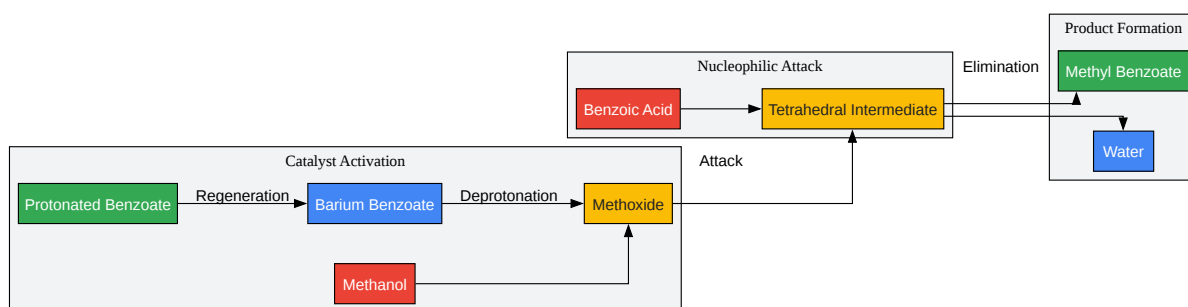 Product Formation
Nucleophilic Attack
Elimination
Methyl Benzoate
Benzoic Acid
Tetrahedral Intermediate
Water
Catalyst Activation
Attack
Protonated Benzoate
Regeneration
Barium Benzoate
Deprotonation
Methoxide
Methanol